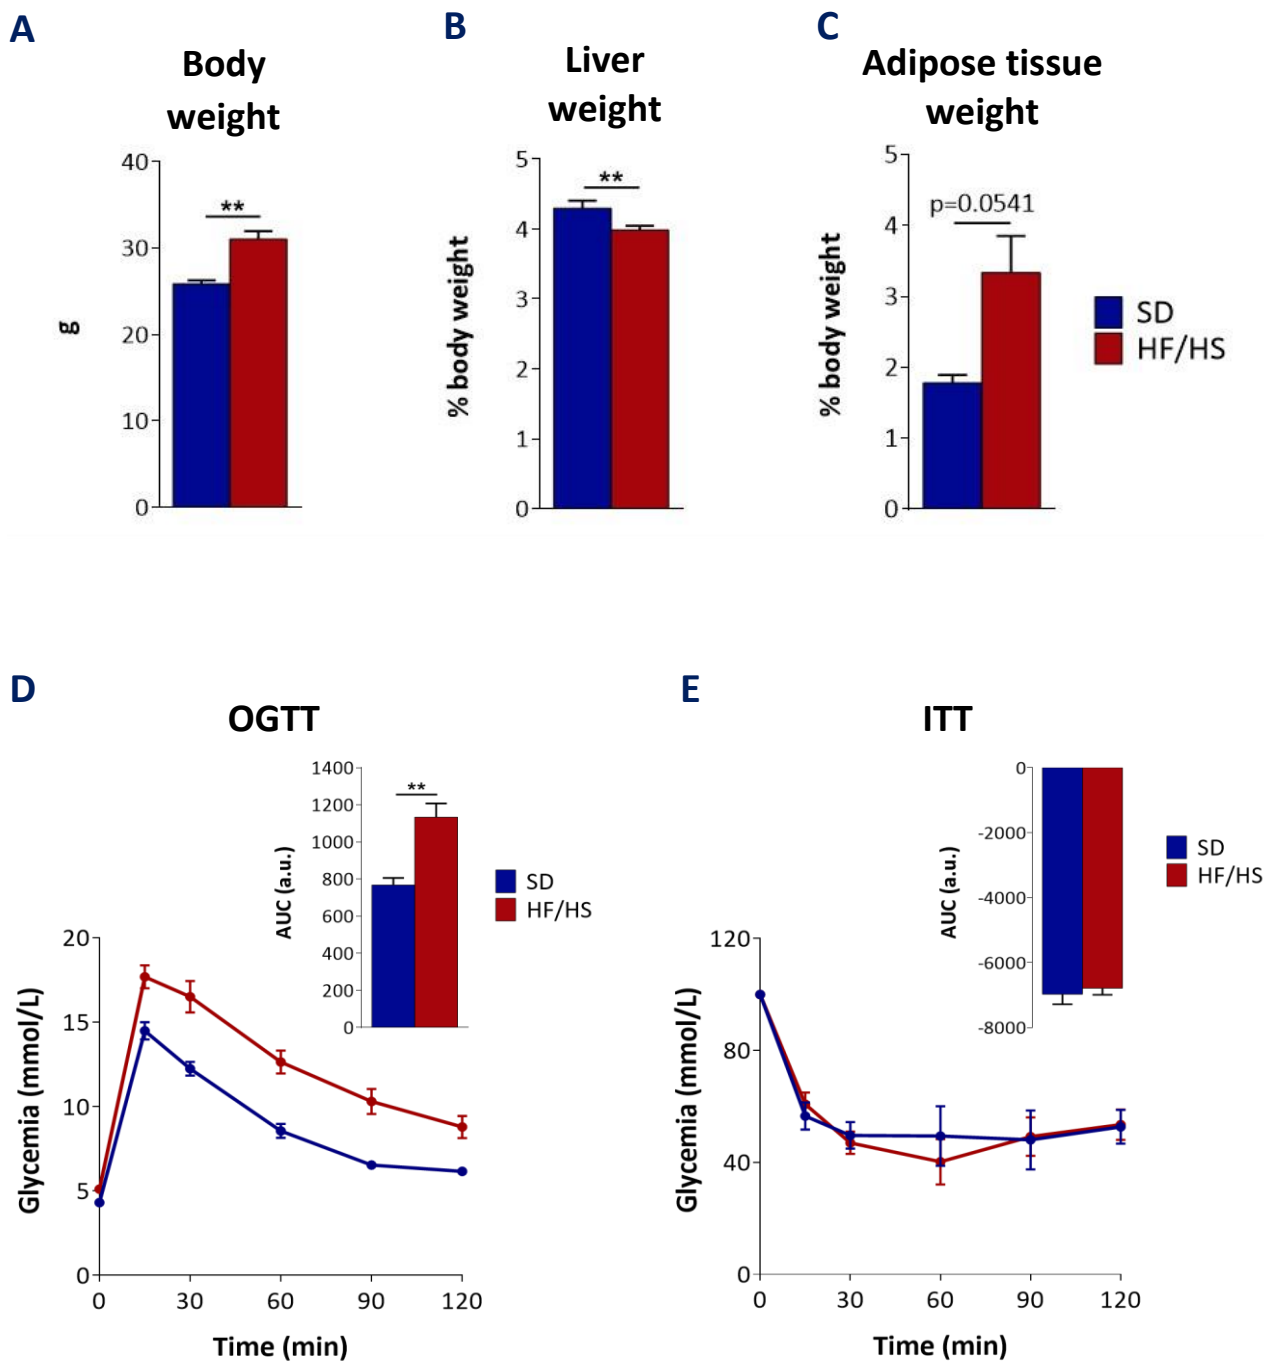 A
Body
weight
40
30
20
10
0
g
**
B
Liver
weight
5
4
3
2
1
0
% body weight
**
C
Adipose tissue
weight
5
4
3
2
1
0
% body weight
p=0.0541
SD
HF/HS
D
OGTT
1400
1200
1000
800
600
400
200
0
AUC (a.u.)
**
SD
HF/HS
20
15
10
5
0
Glycemia (mmol/L)
0 30 60 90 120
Time (min)
E
ITT
0
-2000
-4000
-6000
-8000
AUC (a.u.)
SD
HF/HS
120
80
40
0
Glycemia (mmol/L)
0 30 60 90 120
Time (min)